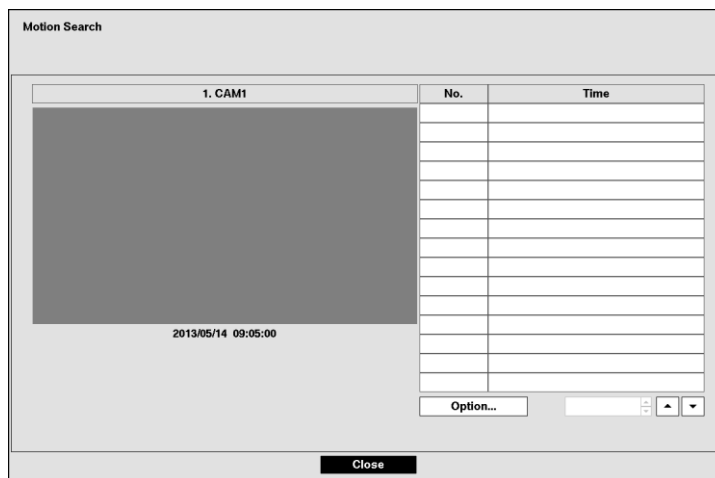 Motion Search
1. CAM1
No. Time
2013/05/14 09:05:00
Option...
Close